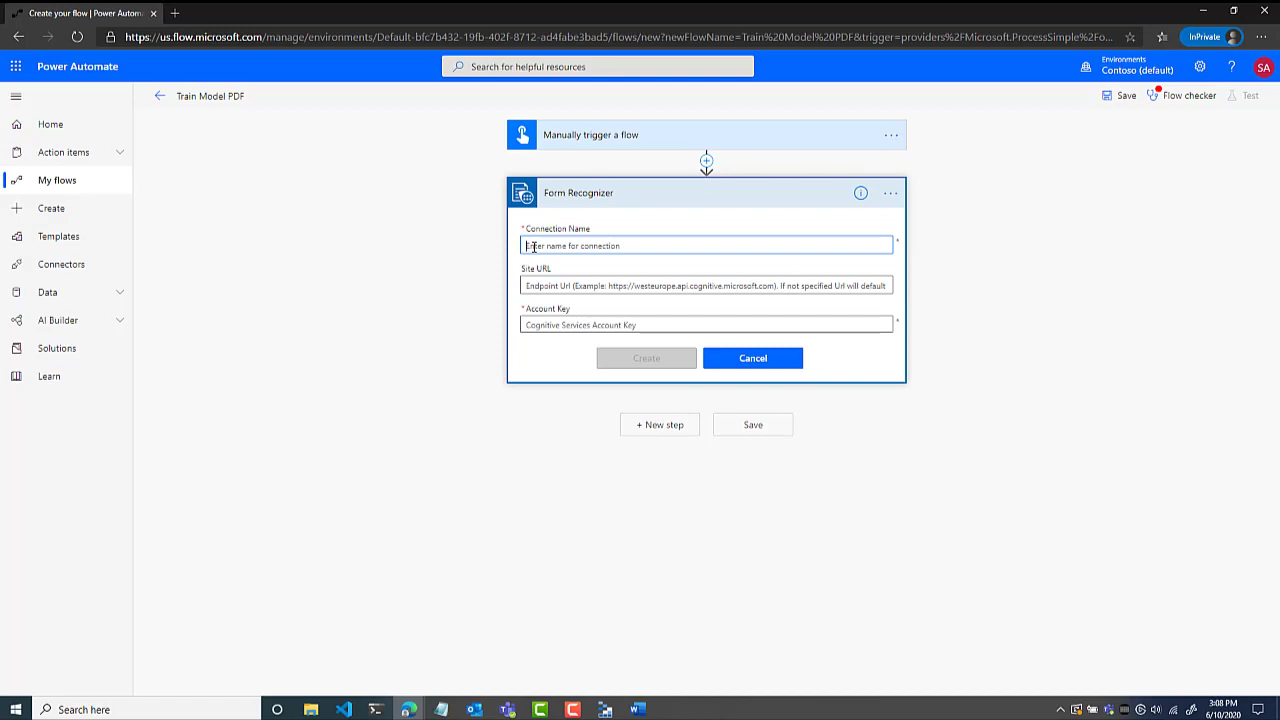 Create your flow | Power Autom
https://us.flow.microsoft.com/manage/environments/Default-bfc7b432-19fb-402f-8712-ad4fabe3bad5/flows/new?newFlowName=Train%20Model%20PDF&trigger=providers%2FMicrosoft.ProcessSimple%2Fo...
InPrivate
Power Automate
Search for helpful resources
Environments
Contoso (default)
SA
Train Model PDF
Save
Flow checker
Test
Home
Action items
My flows
Create
Templates
Connectors
Data
AI Builder
Solutions
Learn
Manually trigger a flow
Form Recognizer
* Connection Name
Enter name for connection
*
Site URL
Endpoint Url (Example: https://westeurope.api.cognitive.microsoft.com). If not specified Url will default
* Account Key
Cognitive Services Account Key
*
Create
Cancel
+ New step
Save
Search here
3:08 PM
6/10/2020